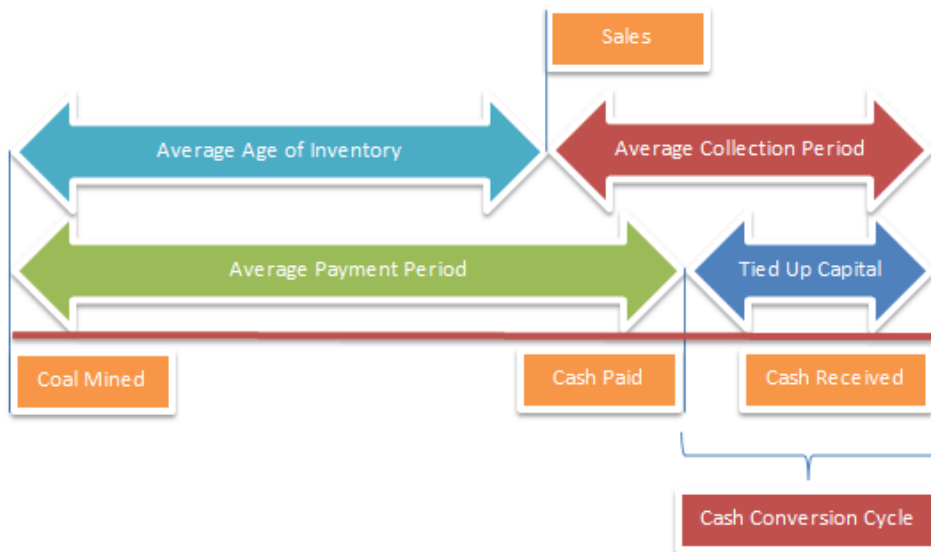 Sales
Average Age of Inventory
Average Collection Period
Average Payment Period
Tied Up Capital
Coal Mined
Cash Paid
Cash Received
Cash Conversion Cycle